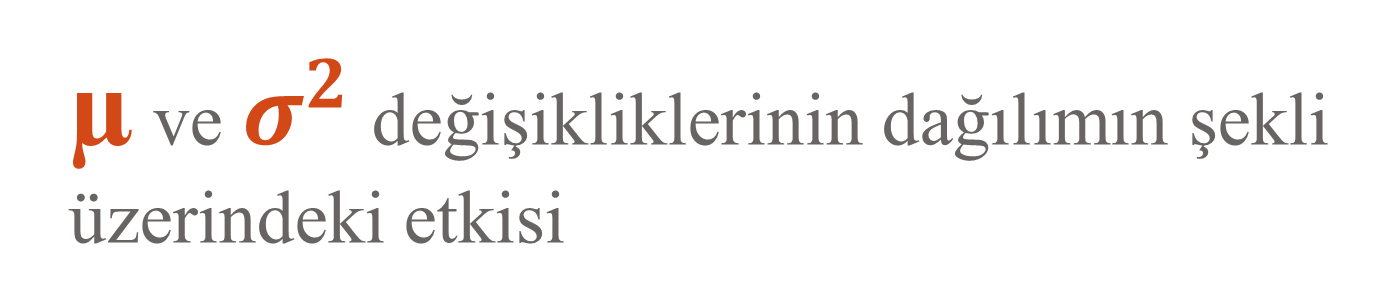 μ ve σ² değişikliklerinin dağılımın şekli
üzerindeki etkisi